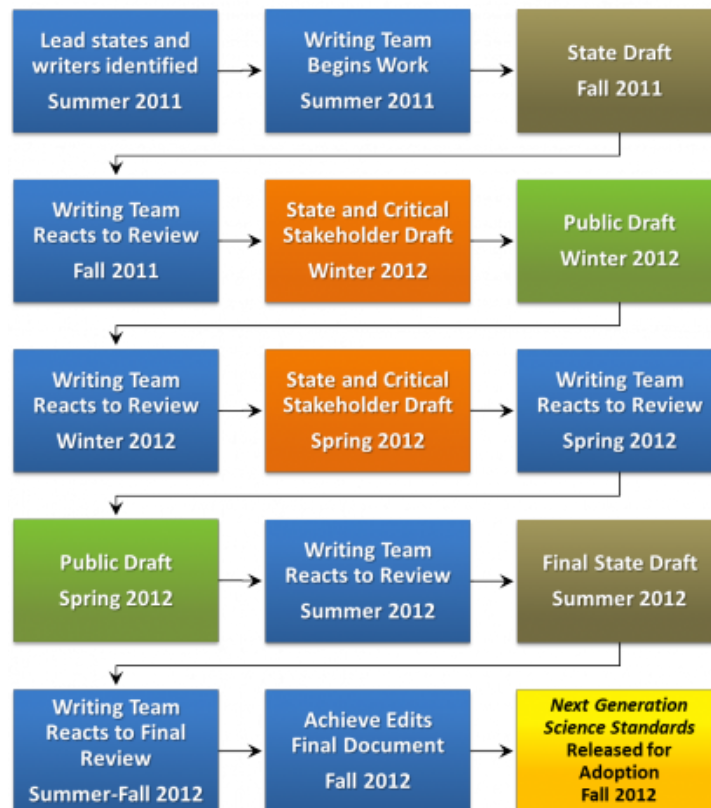 Lead states and
writers identified
Summer 2011
Writing Team
Begins Work
Summer 2011
State Draft
Fall 2011
Writing Team
Reacts to Review
Fall 2011
State and Critical
Stakeholder Draft
Winter 2012
Public Draft
Winter 2012
Writing Team
Reacts to Review
Winter 2012
State and Critical
Stakeholder Draft
Spring 2012
Writing Team
Reacts to Review
Spring 2012
Public Draft
Spring 2012
Writing Team
Reacts to Review
Summer 2012
Final State Draft
Summer 2012
Writing Team
Reacts to Final
Review
Summer-Fall 2012
Achieve Edits
Final Document
Fall 2012
Next Generation
Science Standards
Released for
Adoption
Fall 2012